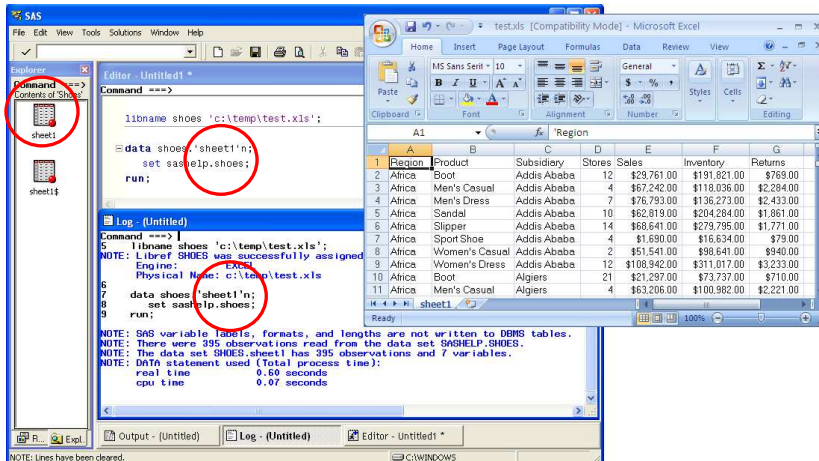 SAS
File Edit View Tools Solutions Window Help
Explorer
Command ===>
Contents of 'Shoes'
sheet1
sheet1$
Editor - Untitled1 *
Command ===>
libname shoes 'c:\temp\test.xls';
data shoes.'sheet1'n;
set sashelp.shoes;
run;
Log - (Untitled)
Command ===>
5 libname shoes 'c:\temp\test.xls';
NOTE: Libref SHOES was successfully assigned
Engine: EXCEL
Physical Name: c:\temp\test.xls
6
7 data shoes.'sheet1'n;
8 set sashelp.shoes;
9 run;
NOTE: SAS variable labels, formats, and lengths are not written to DBMS tables.
NOTE: There were 395 observations read from the data set SASHELP.SHOES.
NOTE: The data set SHOES.sheet1 has 395 observations and 7 variables.
NOTE: DATA statement used (Total process time):
real time 0.60 seconds
cpu time 0.07 seconds
R... Expl.
Output - (Untitled) Log - (Untitled) Editor - Untitled1 *
NOTE: Lines have been cleared. C:\WINDOWS
test.xls [Compatibility Mode] - Microsoft Excel
Home Insert Page Layout Formulas Data Review View
MS Sans Serif 10 General
Paste B I U A Styles Cells
Clipboard Font Alignment Number Editing
A1 fx 'Region
A B C D E F G
1 Region Product Subsidiary Stores Sales Inventory Returns
2 Africa Boot Addis Ababa 12 $29,761.00 $191,821.00 $769.00
3 Africa Men's Casual Addis Ababa 4 $67,242.00 $118,036.00 $2,284.00
4 Africa Men's Dress Addis Ababa 7 $76,793.00 $136,273.00 $2,433.00
5 Africa Sandal Addis Ababa 10 $62,819.00 $204,284.00 $1,861.00
6 Africa Slipper Addis Ababa 14 $68,641.00 $279,795.00 $1,771.00
7 Africa Sport Shoe Addis Ababa 4 $1,690.00 $16,634.00 $79.00
8 Africa Women's Casual Addis Ababa 2 $51,541.00 $98,641.00 $940.00
9 Africa Women's Dress Addis Ababa 12 $108,942.00 $311,017.00 $3,233.00
10 Africa Boot Algiers 21 $21,297.00 $73,737.00 $710.00
11 Africa Men's Casual Algiers 4 $63,206.00 $100,982.00 $2,221.00
sheet1
Ready 100%